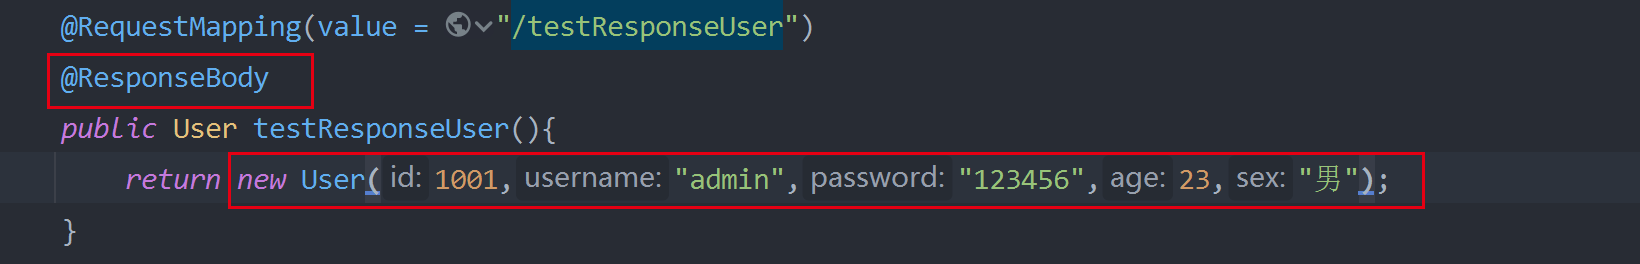 @RequestMapping(value = "/testResponseUser")
@ResponseBody
public User testResponseUser(){
return new User( id: 1001, username: "admin", password: "123456", age: 23, sex: "男");
}